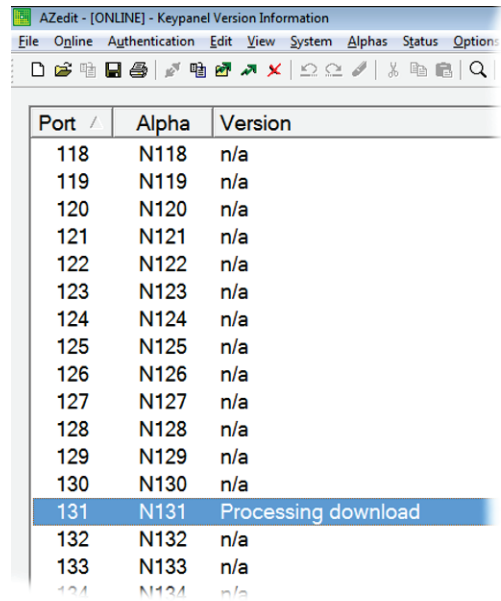 AZedit - [ONLINE] - Keypanel Version Information
File Online Authentication Edit View System Alphas Status Options
Port Alpha Version
118 N118 n/a
119 N119 n/a
120 N120 n/a
121 N121 n/a
122 N122 n/a
123 N123 n/a
124 N124 n/a
125 N125 n/a
126 N126 n/a
127 N127 n/a
128 N128 n/a
129 N129 n/a
130 N130 n/a
131 N131 Processing download
132 N132 n/a
133 N133 n/a
134 N134 n/a